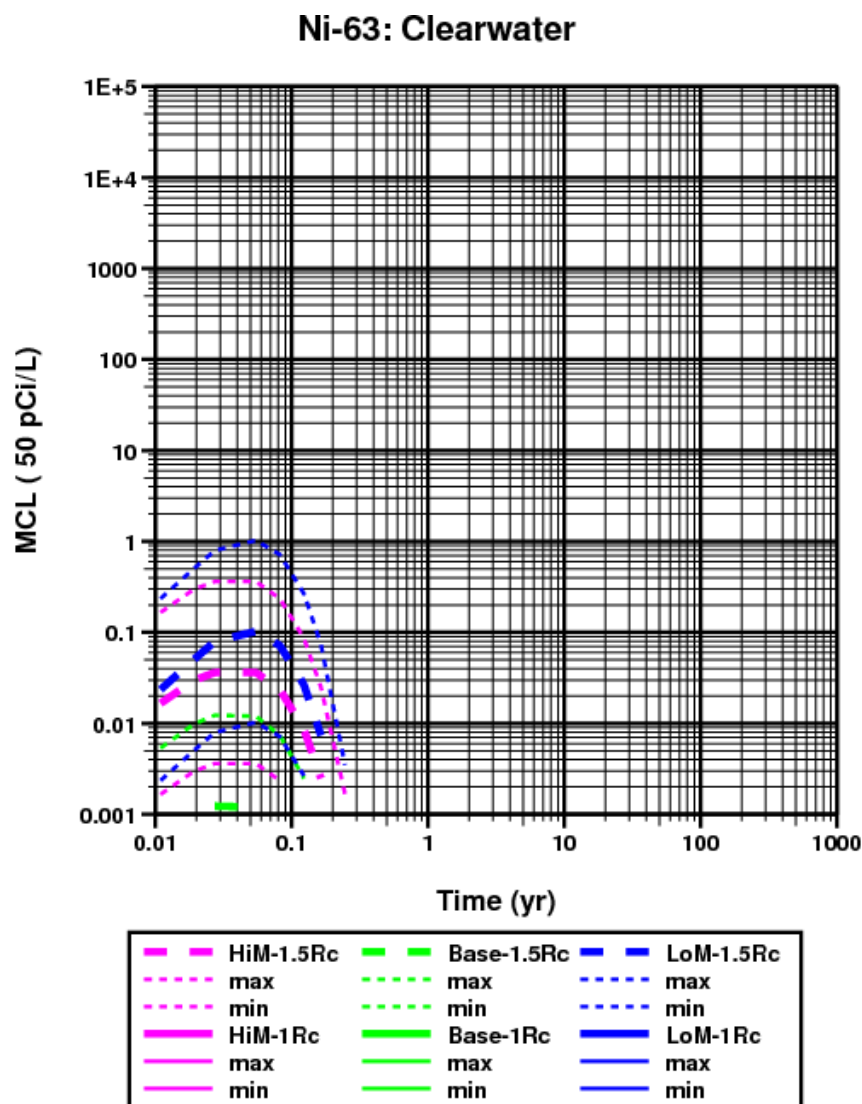 Ni-63: Clearwater
MCL ( 50 pCi/L)
1E+5
1E+4
1000
100
10
1
0.1
0.01
0.001
0.01 0.1 1 10 100 1000
Time (yr)
HiM-1.5Rc Base-1.5Rc LoM-1.5Rc
max max max
min min min
HiM-1Rc Base-1Rc LoM-1Rc
max max max
min min min